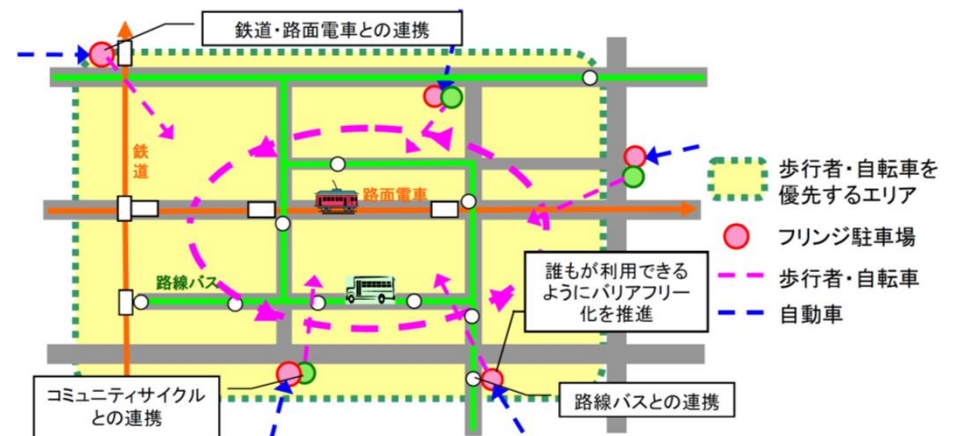 鉄道・路面電車との連携
鉄
道
路面電車
路線バス
誰もが利用できる
ようにバリアフリー
化を推進
コミュニティサイクル
との連携
路線バスとの連携
歩行者・自転車を
優先するエリア
フリンジ駐車場
歩行者・自転車
自動車